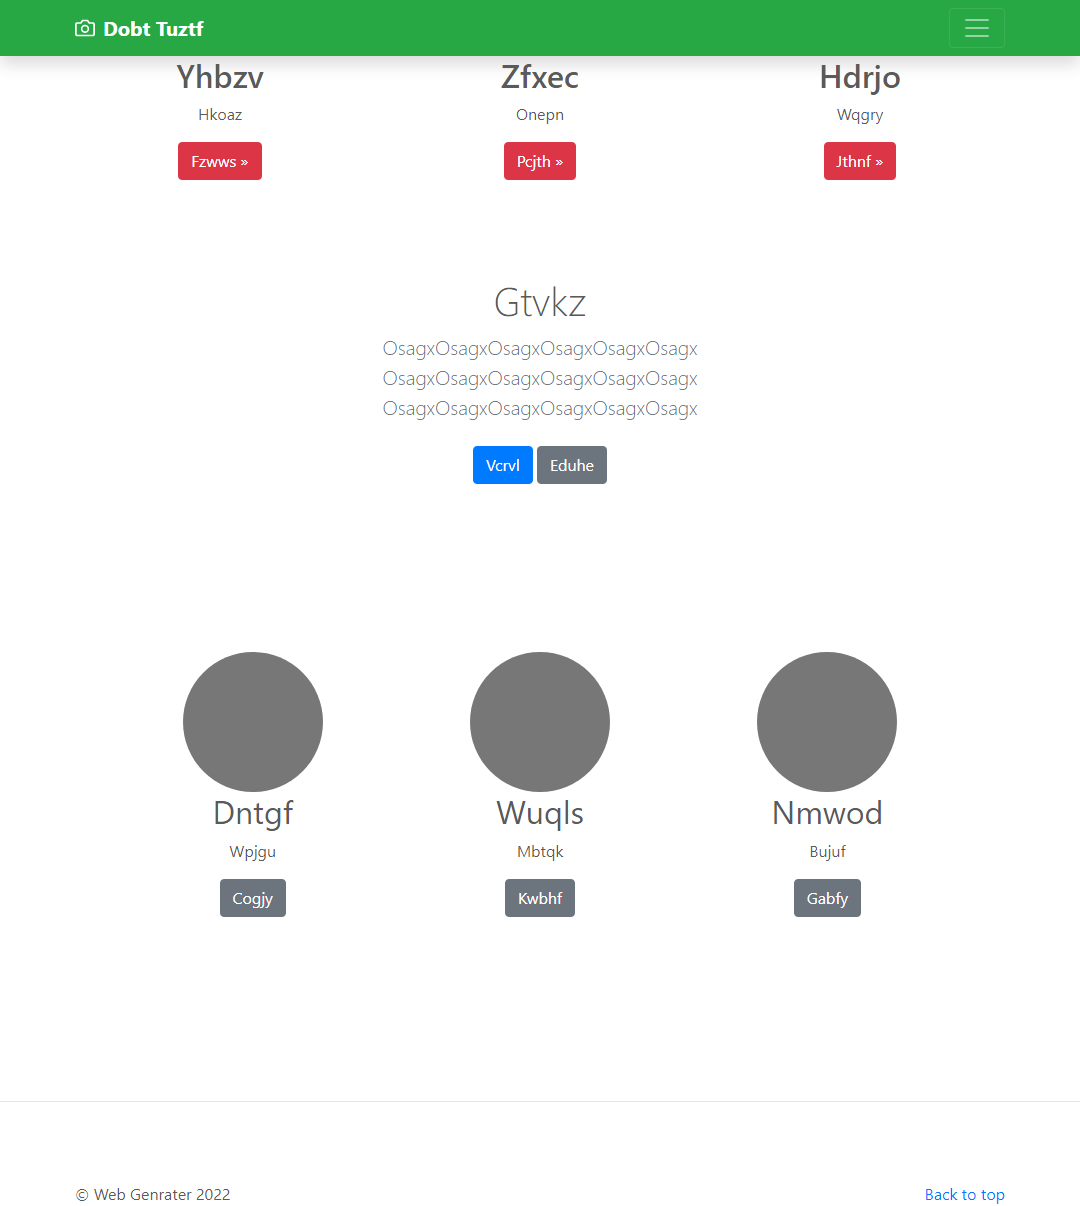 Dobt Tuztf
Yhbzv Zfxec Hdrjo
Hkoaz Onepn Wqgry
Fzwws » Pcjth » Jthnf »
Gtvkz
OsagxOsagxOsagxOsagxOsagxOsagx
OsagxOsagxOsagxOsagxOsagxOsagx
OsagxOsagxOsagxOsagxOsagxOsagx
Vcrvl Eduhe
Dntgf Wuqls Nmwod
Wpjgu Mbtqk Bujuf
Cogjy Kwbhf Gabfy
© Web Genrater 2022 Back to top